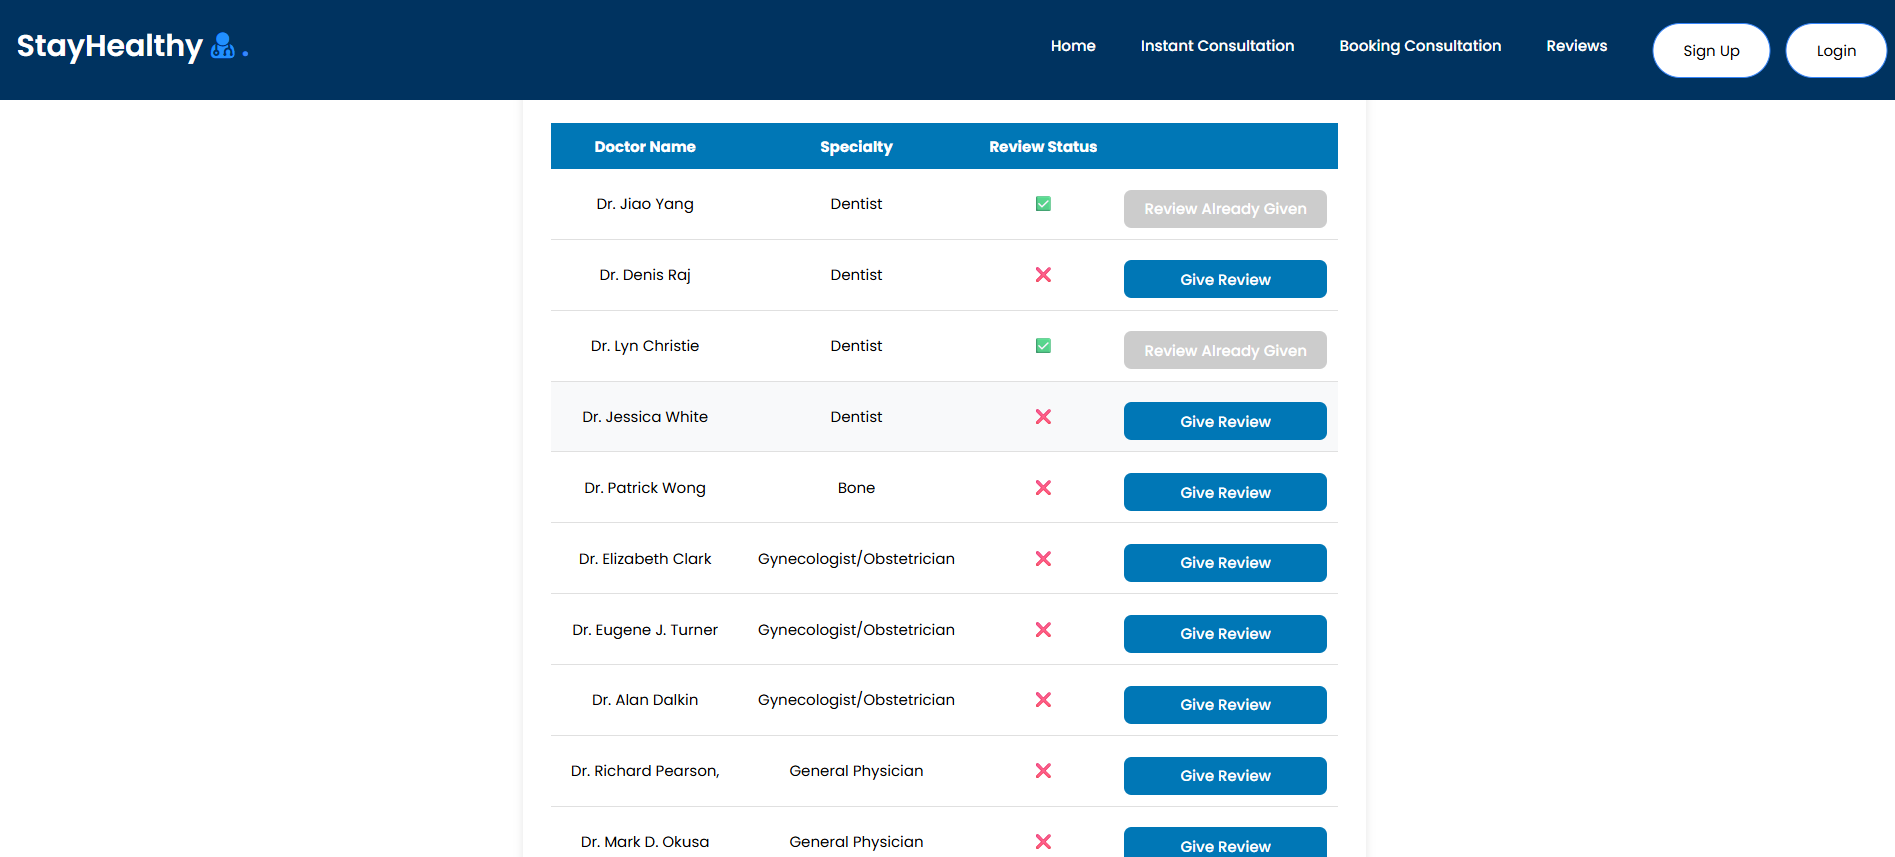 StayHealthy .
Home Instant Consultation Booking Consultation Reviews Sign Up Login
Doctor Name Specialty Review Status
Dr. Jiao Yang Dentist ✅ Review Already Given
Dr. Denis Raj Dentist ❌ Give Review
Dr. Lyn Christie Dentist ✅ Review Already Given
Dr. Jessica White Dentist ❌ Give Review
Dr. Patrick Wong Bone ❌ Give Review
Dr. Elizabeth Clark Gynecologist/Obstetrician ❌ Give Review
Dr. Eugene J. Turner Gynecologist/Obstetrician ❌ Give Review
Dr. Alan Dalkin Gynecologist/Obstetrician ❌ Give Review
Dr. Richard Pearson, General Physician ❌ Give Review
Dr. Mark D. Okusa General Physician ❌ Give Review